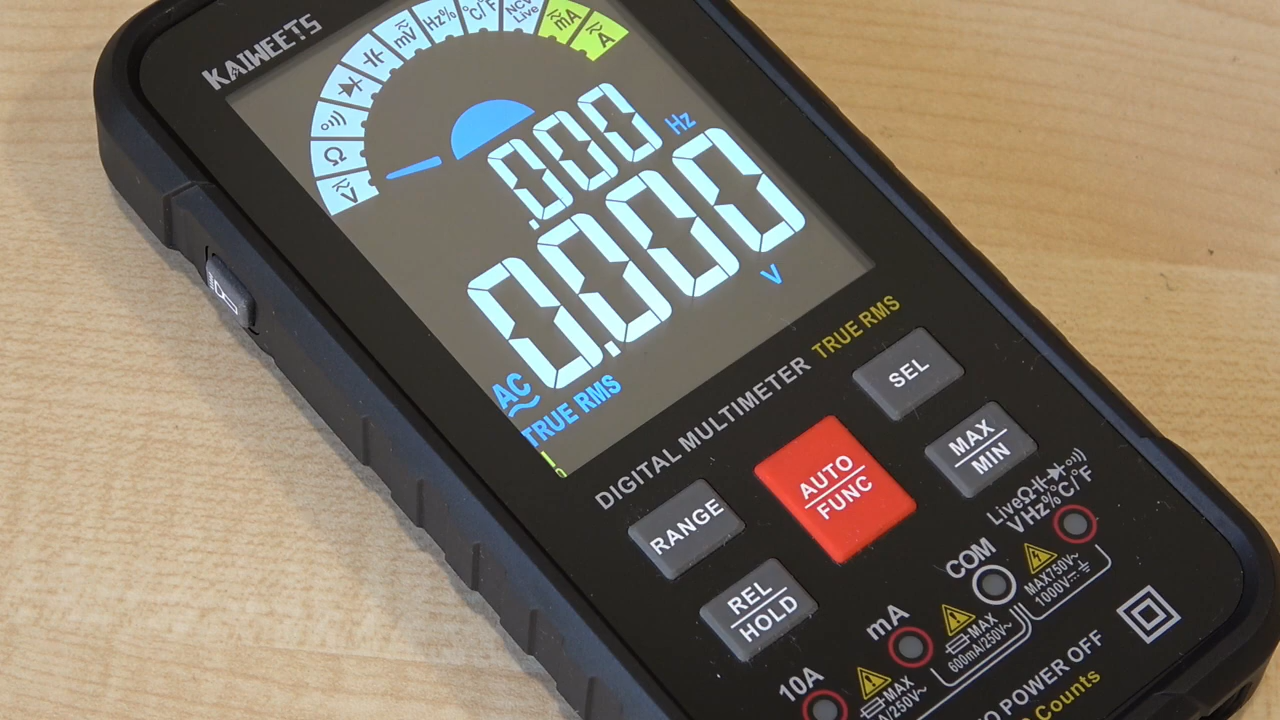 KAIWEETS
V Ω mV Hz% °C/°F NCV Live mA A
.000 Hz
0.000 V
AC
TRUE RMS
0
DIGITAL MULTIMETER TRUE RMS
SEL
RANGE
AUTO
FUNC
MAX
MIN
REL
HOLD
LiveΩ
VHz%°C/°F
COM
MAX750V~
1000V
mA
MAX
600mA/250V~
10A
MAX
A/250V~
POWER OFF
Counts